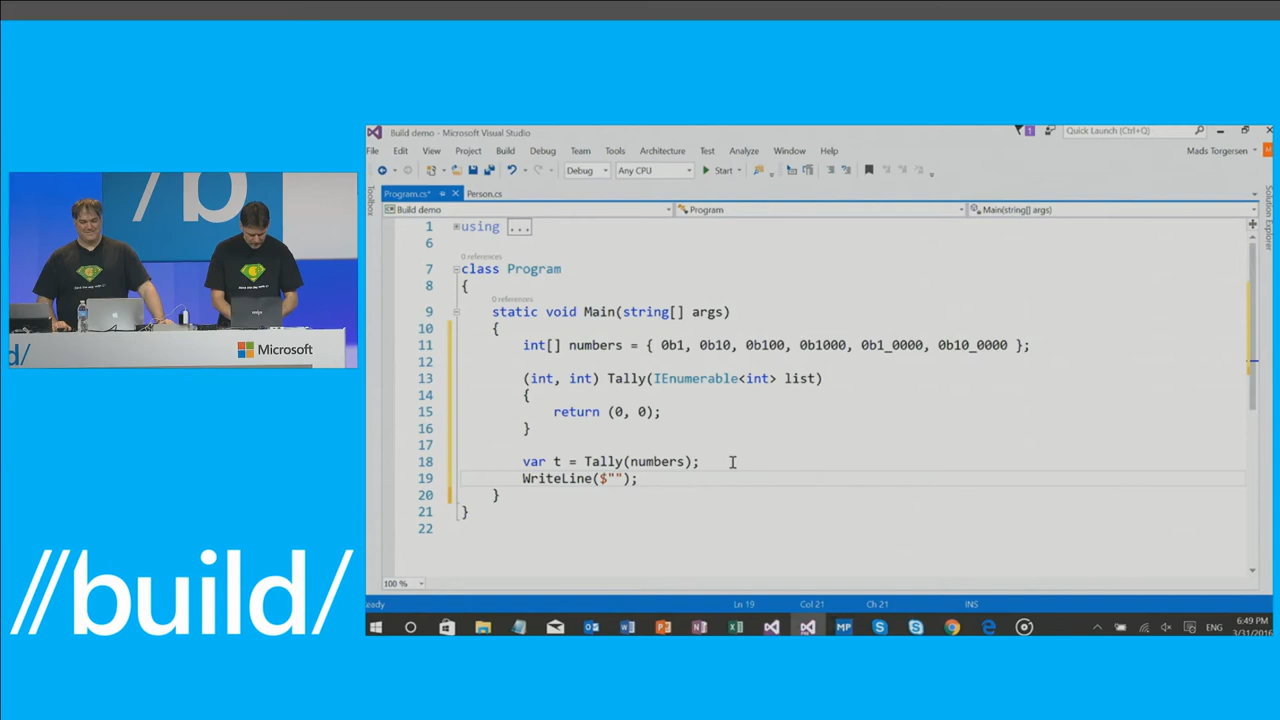 /b
Microsoft
//build/
Build demo - Microsoft Visual Studio
1
Quick Launch (Ctrl+Q)
File Edit View Project Build Debug Team Tools Architecture Test Analyze Window Help
Mads Torgersen
Debug Any CPU Start
Program.cs* Person.cs
Toolbox
Solution Explorer
Build demo Program Main(string[] args)
1 using ...
6
0 references
7 class Program
8 {
0 references
9 static void Main(string[] args)
10 {
11 int[] numbers = { 0b1, 0b10, 0b100, 0b1000, 0b1_0000, 0b10_0000 };
12
13 (int, int) Tally(IEnumerable<int> list)
14 {
15 return (0, 0);
16 }
17
18 var t = Tally(numbers);
19 WriteLine($"");
20 }
21 }
22
100 %
eady Ln 19 Col 21 Ch 21 INS
ENG
6:49 PM
3/31/2016